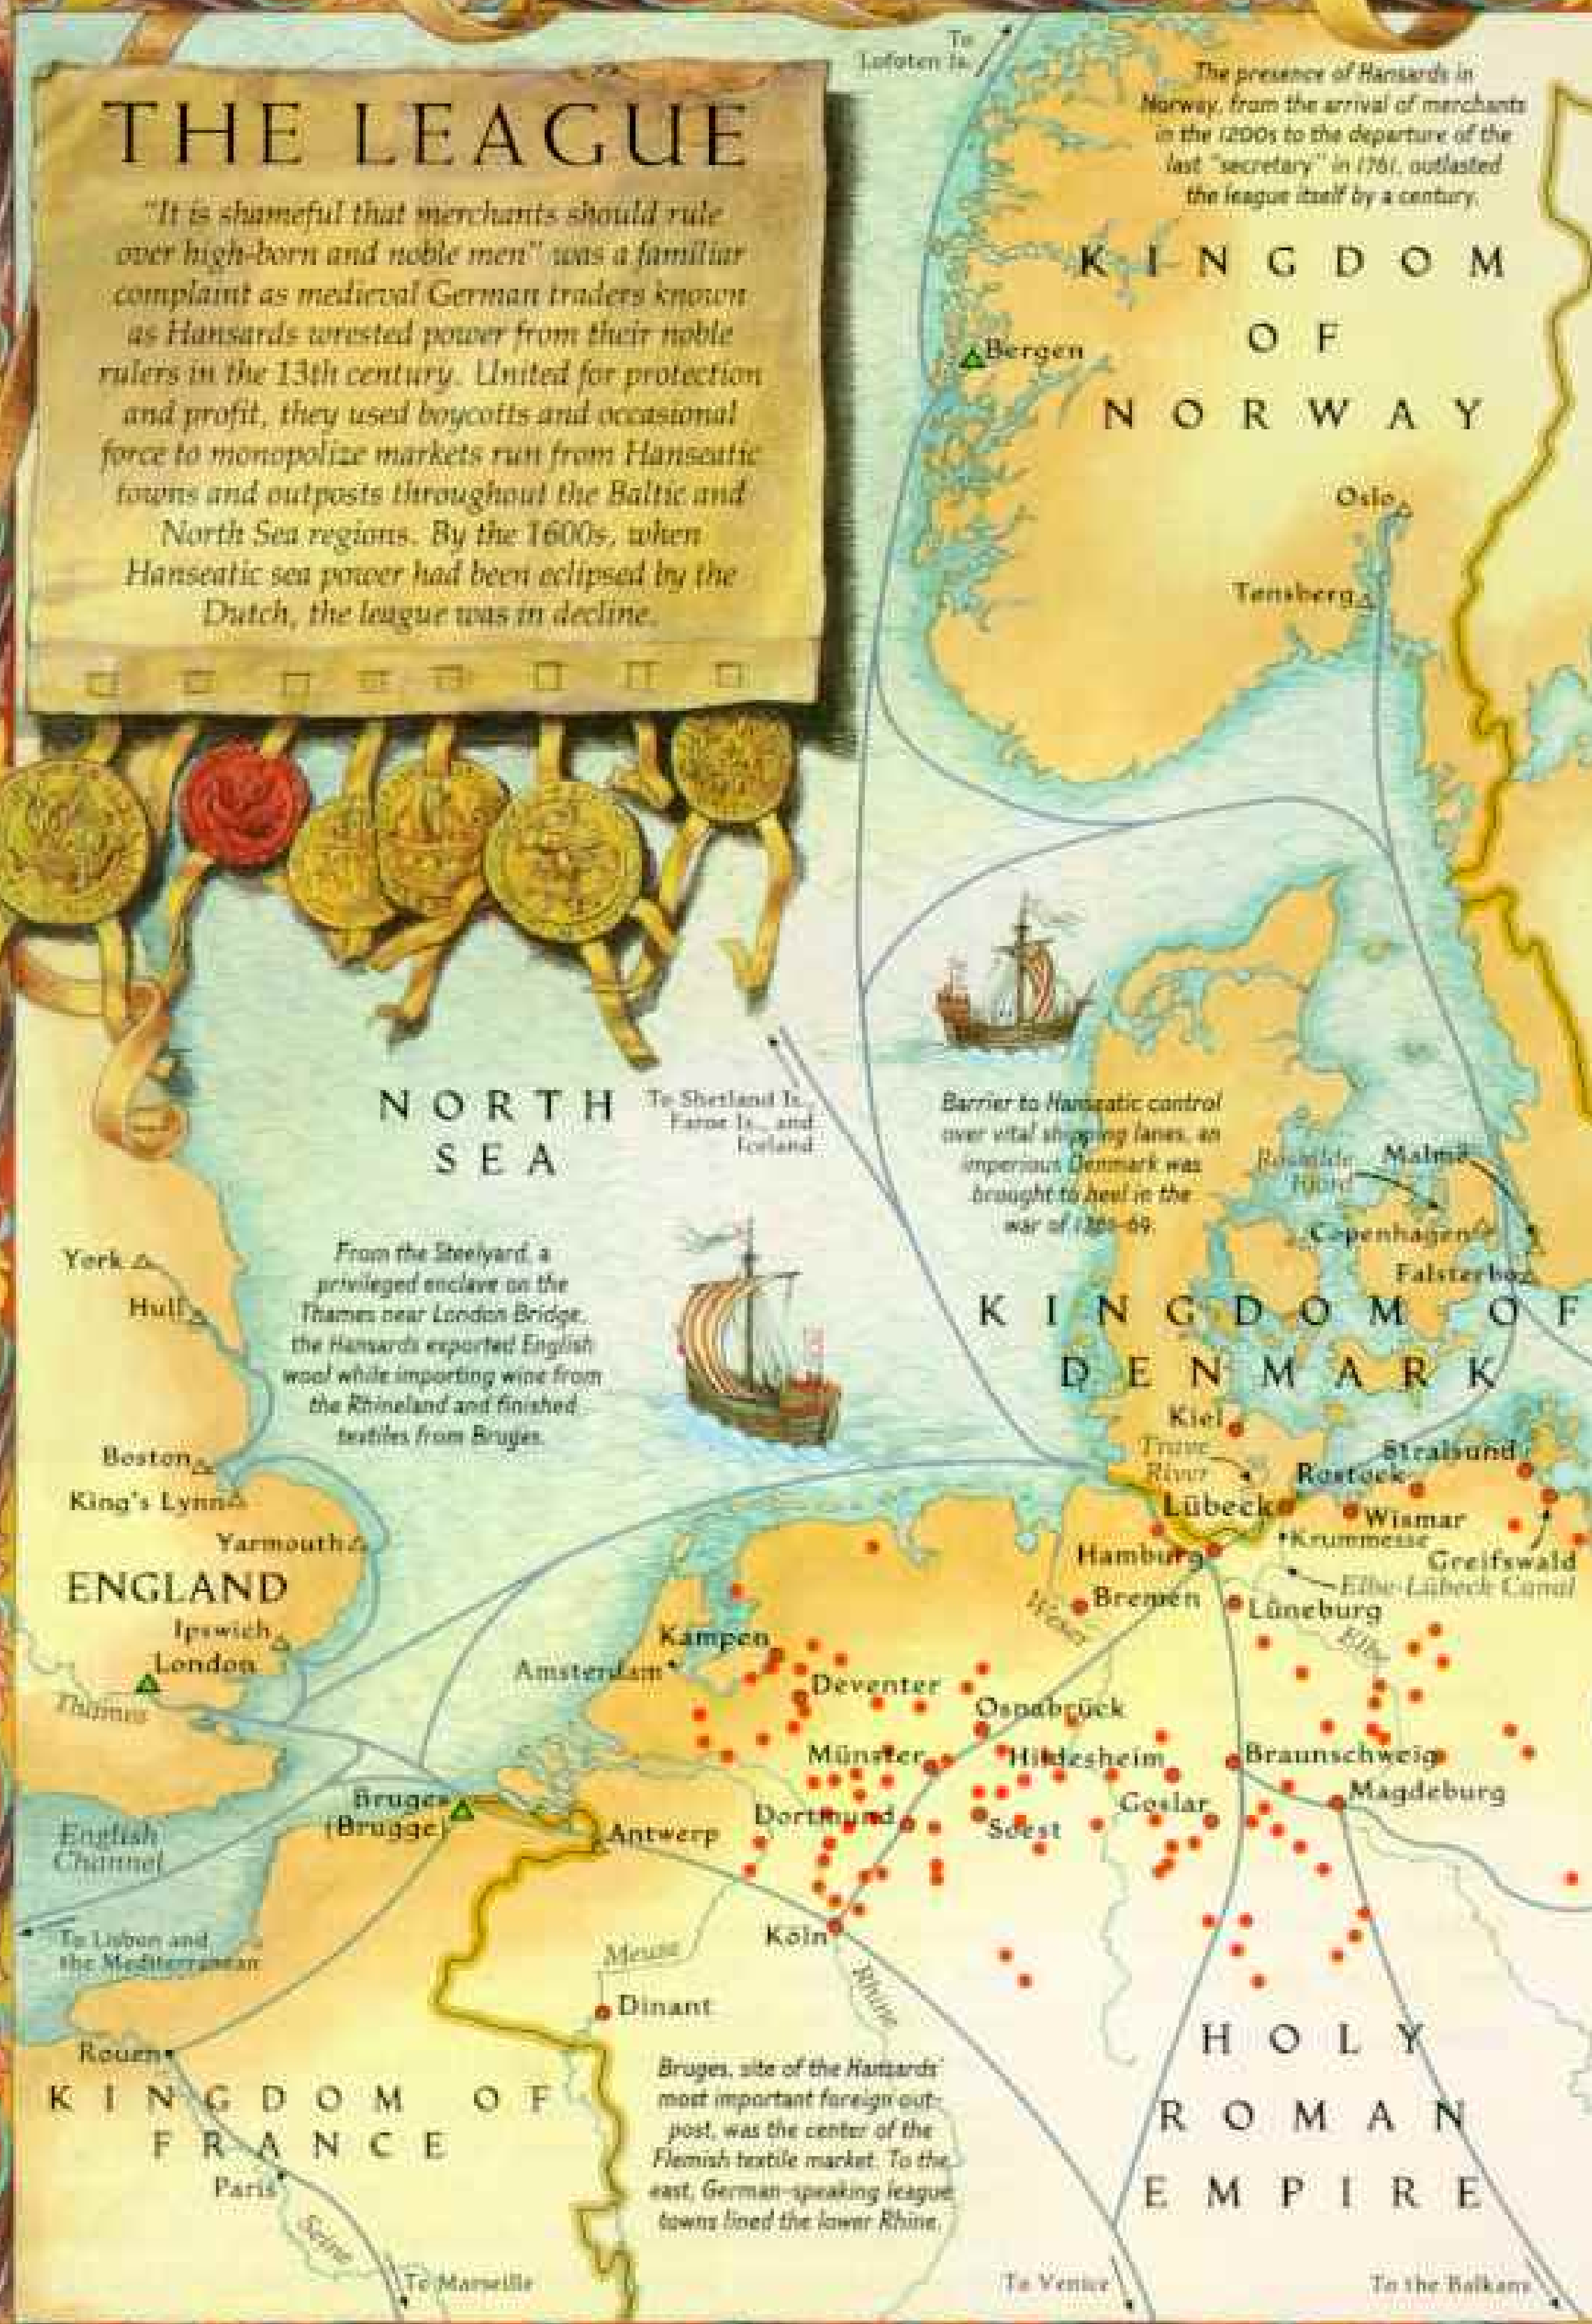 THE LEAGUE
"It is shameful that merchants should rule
over high-born and noble men" was a familiar
complaint as medieval German traders known
as Hansards wrested power from their noble
rulers in the 13th century. United for protection
and profit, they used boycotts and occasional
force to monopolize markets run from Hanseatic
towns and outposts throughout the Baltic and
North Sea regions. By the 1600s, when
Hanseatic sea power had been eclipsed by the
Dutch, the league was in decline.
To
Lofoten Is.
The presence of Hansards in
Norway, from the arrival of merchants
in the 1200s to the departure of the
last "secretary" in 1761, outlasted
the league itself by a century.
KINGDOM
OF
NORWAY
Bergen
Oslo
Tønsberg
NORTH
SEA
To Shetland Is.,
Faroe Is., and
Iceland
Barrier to Hanseatic control
over vital shipping lanes, an
imperious Denmark was
brought to heel in the
war of
Roskilde
Fjord
Malmö
Copenhagen
Falsterbo
KINGDOM OF
DENMARK
York
Hull
From the Steelyard, a
privileged enclave on the
Thames near London Bridge,
the Hansards exported English
wool while importing wine from
the Rhineland and finished
textiles from Bruges.
Boston
King's Lynn
Yarmouth
ENGLAND
Ipswich
London
Thames
Kiel
Trave
River
Stralsund
Rostock
Lübeck
Wismar
Krummesse
Greifswald
Hamburg
Elbe-Lübeck Canal
Bremen
Lüneburg
Weser
Elbe
Kampen
Amsterdam
Deventer
Osnabrück
Münster
Hildesheim
Braunschweig
Magdeburg
Dortmund
Goslar
Soest
Bruges
(Brugge)
Antwerp
English
Channel
To Lisbon and
the Mediterranean
Köln
Meuse
Rhine
Dinant
Rouen
KINGDOM OF
FRANCE
Paris
Seine
To Marseille
Bruges, site of the Hansards'
most important foreign out-
post, was the center of the
Flemish textile market. To the
east, German-speaking league
towns lined the lower Rhine.
HOLY
ROMAN
EMPIRE
To Venice
To the Balkans